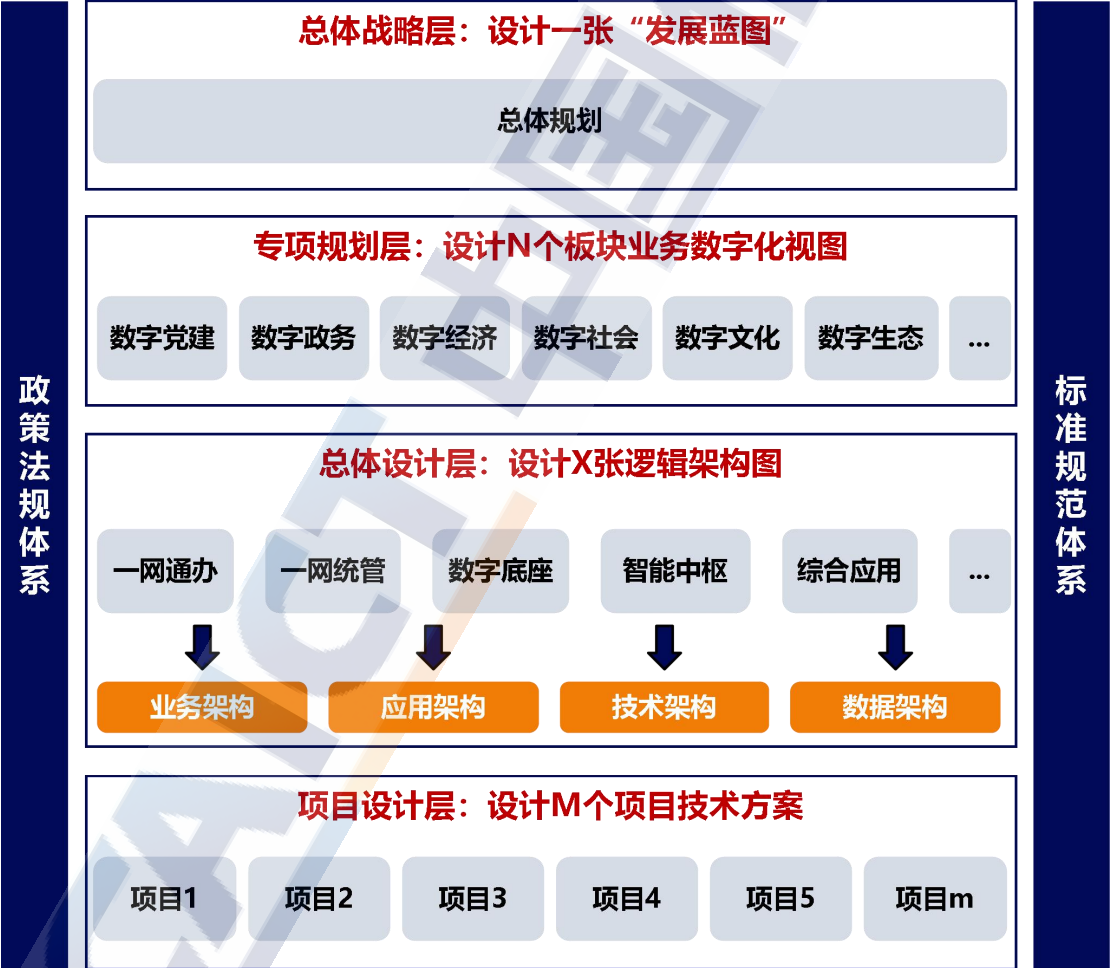 政策法规体系
总体战略层：设计一张“发展蓝图”
总体规划
专项规划层：设计N个板块业务数字化视图
数字党建
数字政务
数字经济
数字社会
数字文化
数字生态
...
总体设计层：设计X张逻辑架构图
一网通办
一网统管
数字底座
智能中枢
综合应用
...
业务架构
应用架构
技术架构
数据架构
项目设计层：设计M个项目技术方案
项目1
项目2
项目3
项目4
项目5
项目m
标准规范体系
CAICT 中国